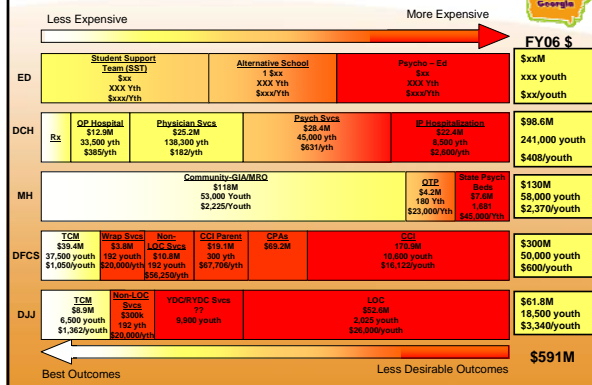 Georgia
Less Expensive
More Expensive
FY06 $
ED
Student Support
Team (SST)
$xx
XXX Yth
$xxx/Yth
Alternative School
1 $xx
XXX Yth
$xxx/Yth
Psycho – Ed
$xx
XXX Yth
$xxx/Yth
$xxM
xxx youth
$xx/youth
DCH
Rx
OP Hospital
$12.9M
33,500 yth
$385/yth
Physician Svcs
$25.2M
138,300 yth
$182/yth
Psych Svcs
$28.4M
45,000 yth
$631/yth
IP Hospitalization
$22.4M
8,500 yth
$2,600/yth
$98.6M
241,000 youth
$408/youth
MH
Community-GIA/MRO
$118M
53,000 Youth
$2,225/Youth
OTP
$4.2M
180 Yth
$23,000/Yth
State Psych
Beds
$7.6M
1,681
$45,000/Yth
$130M
58,000 youth
$2,370/youth
DFCS
TCM
$39.4M
37,500 youth
$1,050/youth
Wrap Svcs
$3.8M
192 youth
$20,000/yth
Non-
LOC Svcs
$10.8M
192 youth
$56,250/yth
CCI Parent
$19.1M
300 yth
$67,706/yth
CPAs
$69.2M
CCI
170.9M
10,600 youth
$16,122/youth
$300M
50,000 youth
$600/youth
DJJ
TCM
$8.9M
6,500 youth
$1,362/youth
Non-LOC
Svcs
$300k
192 yth
$20,000/yth
YDC/RYDC Svcs
??
9,900 youth
LOC
$52.6M
2,025 youth
$26,000/youth
$61.8M
18,500 youth
$3,340/youth
$591M
Best Outcomes
Less Desirable Outcomes